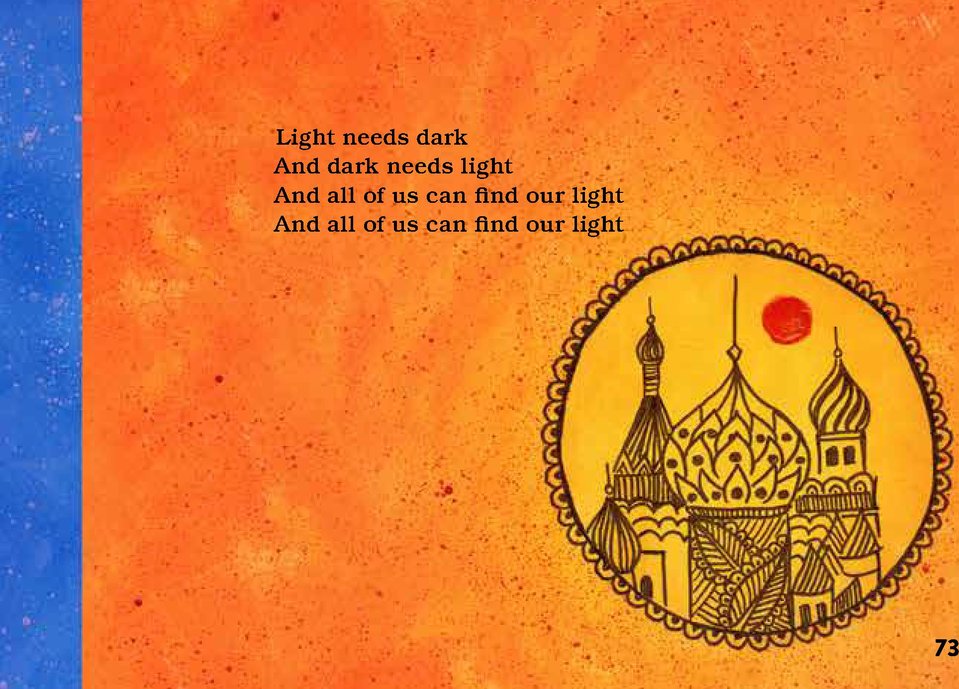 Light needs dark
And dark needs light
And all of us can find our light
And all of us can find our light
73